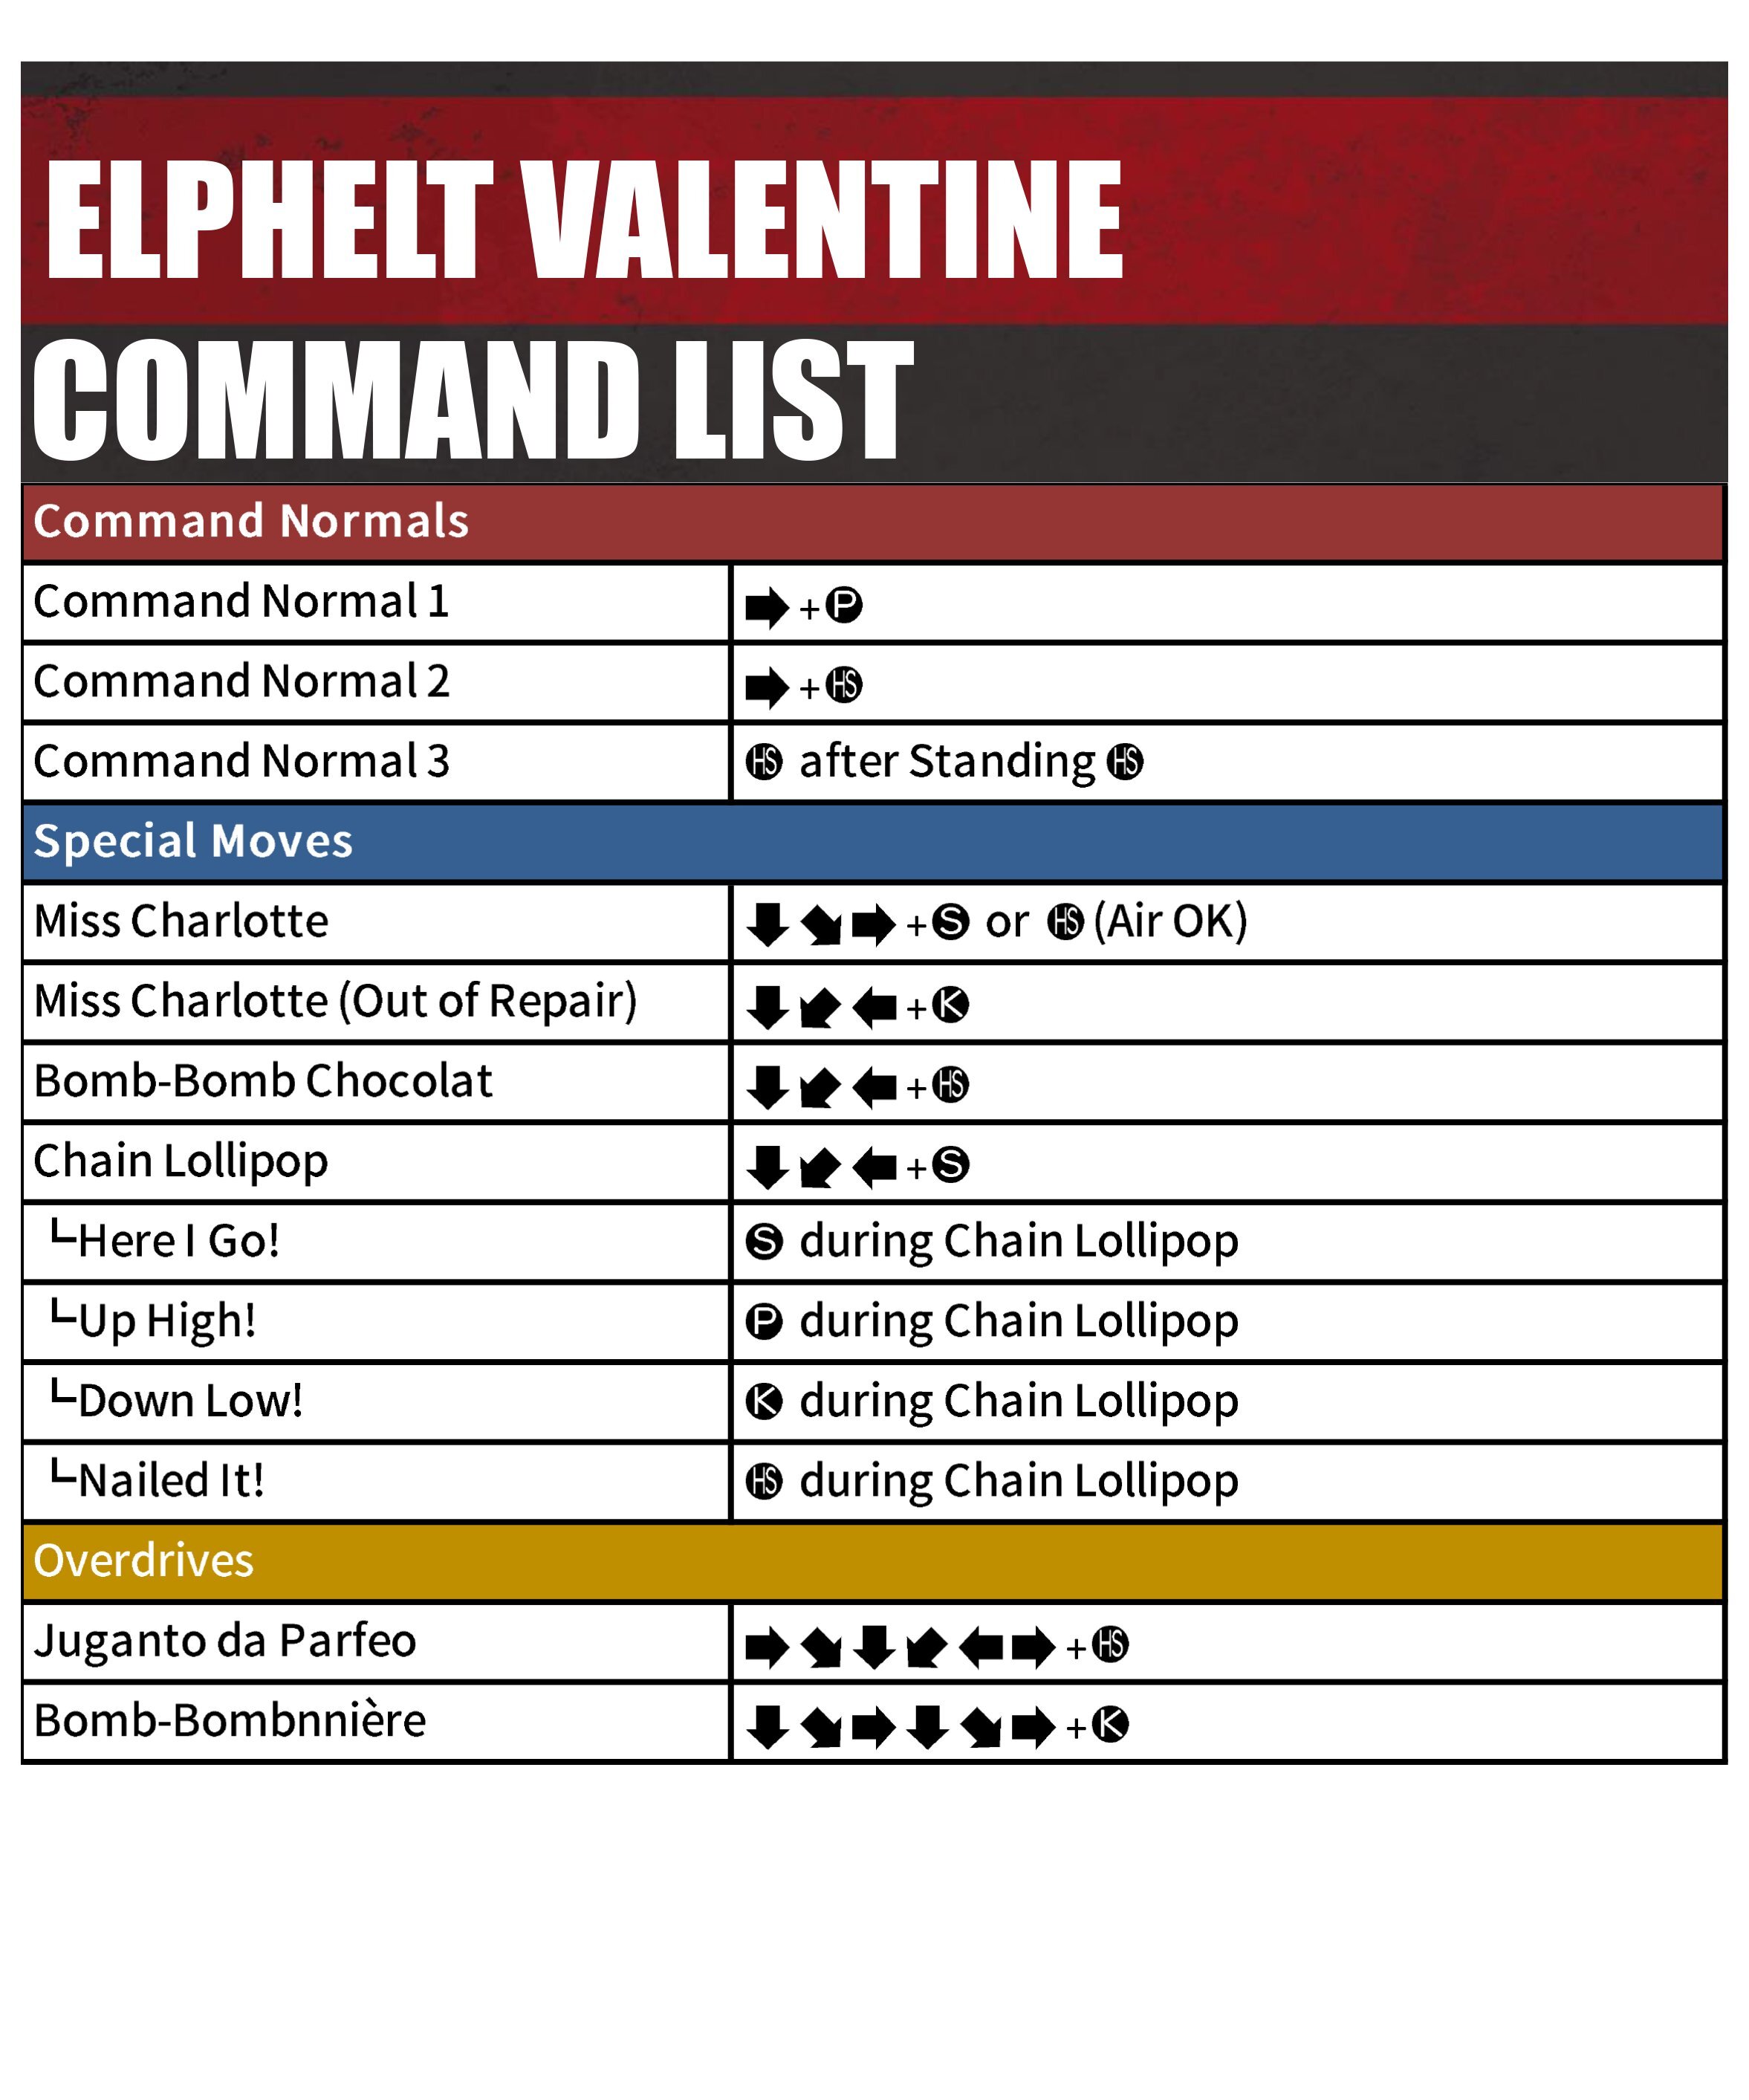 ELPHELT VALENTINE
COMMAND LIST
Command Normals
Command Normal 1 ➡+Ⓟ
Command Normal 2 ➡+HS
Command Normal 3 HS after Standing HS
Special Moves
Miss Charlotte ⬇⬊➡+Ⓢ or HS (Air OK)
Miss Charlotte (Out of Repair) ⬇⬋⬅+Ⓚ
Bomb-Bomb Chocolat ⬇⬋⬅+HS
Chain Lollipop ⬇⬋⬅+Ⓢ
┗Here I Go! Ⓢ during Chain Lollipop
┗Up High! Ⓟ during Chain Lollipop
┗Down Low! Ⓚ during Chain Lollipop
┗Nailed It! HS during Chain Lollipop
Overdrives
Juganto da Parfeo ➡⬊⬇⬋⬅➡+HS
Bomb-Bombnnière ⬇⬊➡⬇⬊➡+Ⓚ